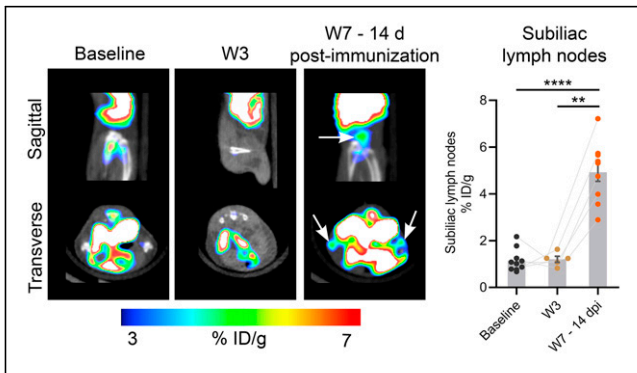 Baseline
W3
W7 - 14 d
post-immunization
Sagittal
Transverse
3
% ID/g
7
Subiliac
lymph nodes
****
**
Subiliac lymph nodes
% ID/g
8
6
4
2
0
Baseline
W3
W7 - 14 dpi